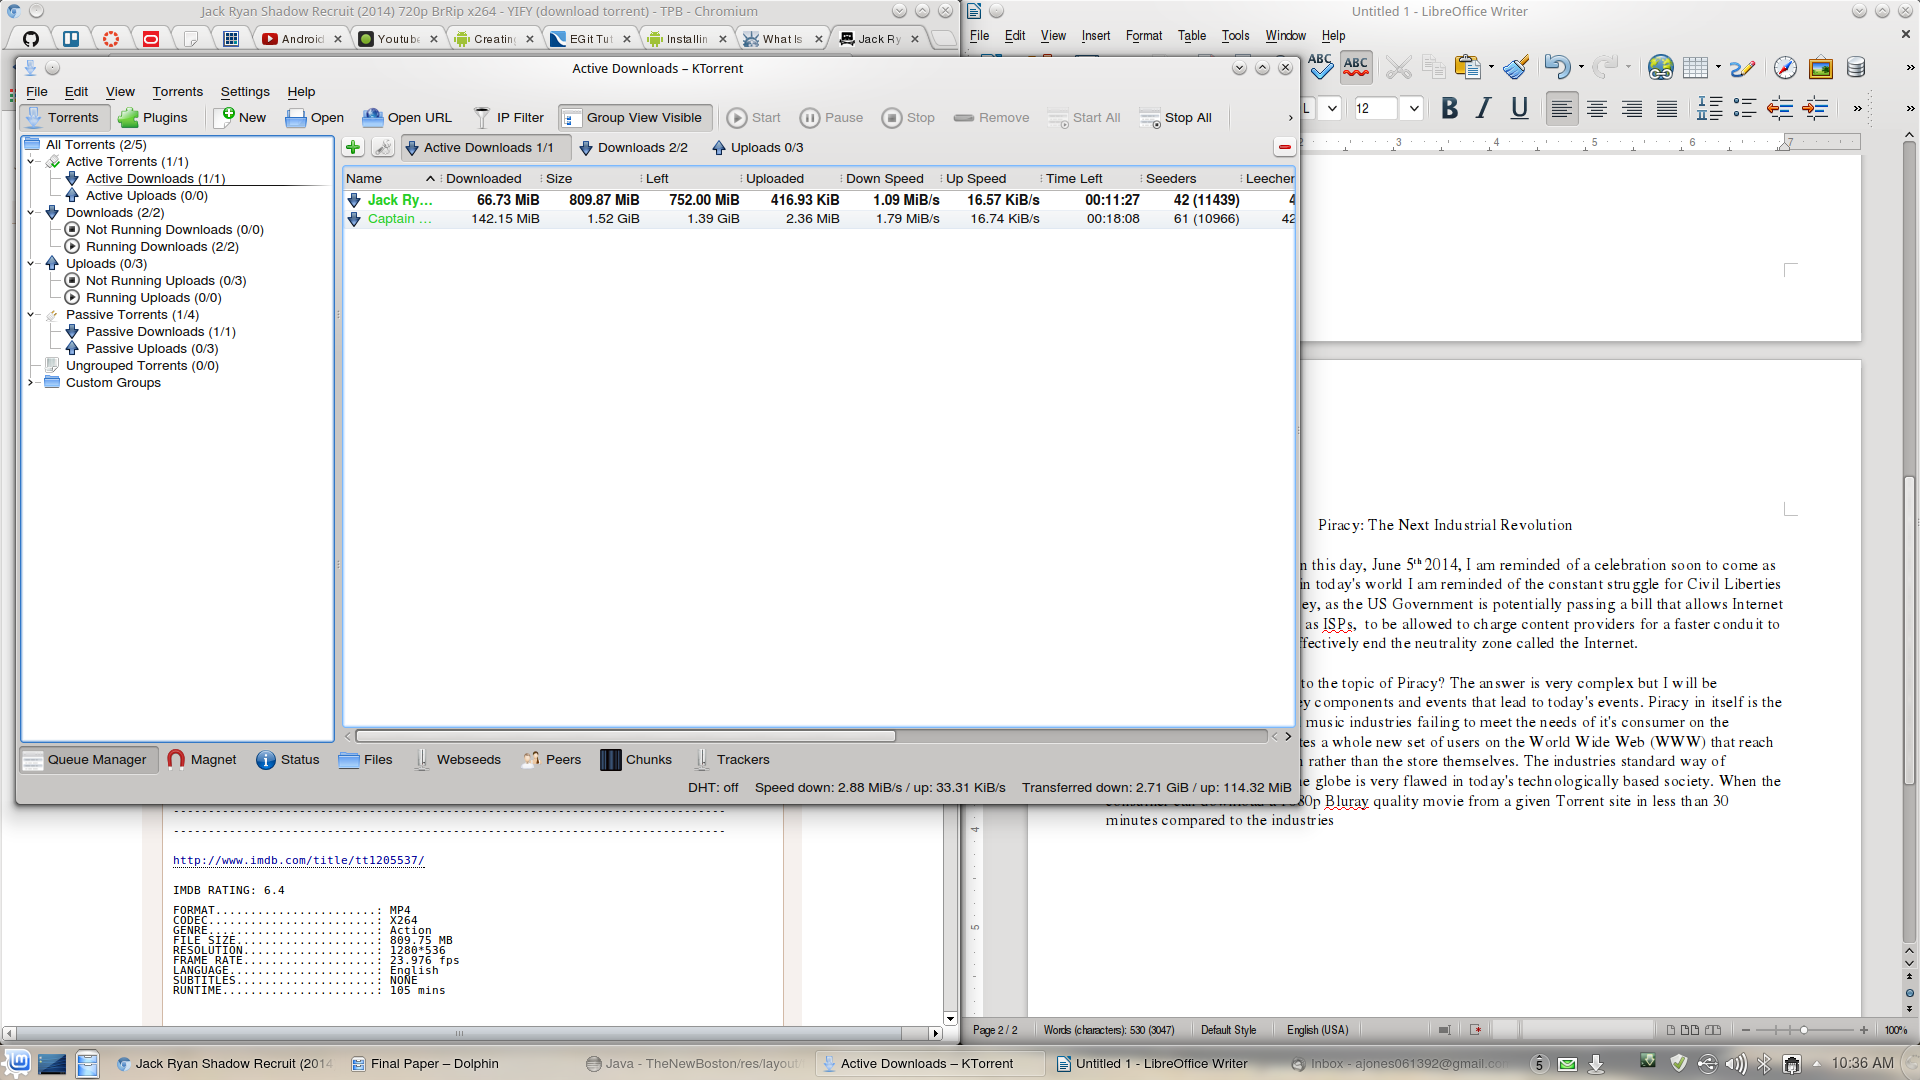 Jack Ryan Shadow Recruit (2014) 720p BrRip x264 - YIFY (download torrent) - TPB - Chromium
Android
Youtube
Creating
EGit Tut
Installin
What Is
Jack Ry
Active Downloads – KTorrent
File Edit View Torrents Settings Help
Torrents Plugins New Open Open URL IP Filter Group View Visible Start Pause Stop Remove Start All Stop All
All Torrents (2/5)
Active Torrents (1/1)
Active Downloads (1/1)
Active Uploads (0/0)
Downloads (2/2)
Not Running Downloads (0/0)
Running Downloads (2/2)
Uploads (0/3)
Not Running Uploads (0/3)
Running Uploads (0/0)
Passive Torrents (1/4)
Passive Downloads (1/1)
Passive Uploads (0/3)
Ungrouped Torrents (0/0)
Custom Groups
Active Downloads 1/1 Downloads 2/2 Uploads 0/3
Name Downloaded Size Left Uploaded Down Speed Up Speed Time Left Seeders Leecher
Jack Ry... 66.73 MiB 809.87 MiB 752.00 MiB 416.93 KiB 1.09 MiB/s 16.57 KiB/s 00:11:27 42 (11439) 4
Captain ... 142.15 MiB 1.52 GiB 1.39 GiB 2.36 MiB 1.79 MiB/s 16.74 KiB/s 00:18:08 61 (10966) 42
Queue Manager Magnet Status Files Webseeds Peers Chunks Trackers
DHT: off Speed down: 2.88 MiB/s / up: 33.31 KiB/s Transferred down: 2.71 GiB / up: 114.32 MiB
http://www.imdb.com/title/tt1205537/
IMDB RATING: 6.4
FORMAT.......................: MP4
CODEC........................: X264
GENRE........................: Action
FILE SIZE....................: 809.75 MB
RESOLUTION...................: 1280*536
FRAME RATE...................: 23.976 fps
LANGUAGE.....................: English
SUBTITLES....................: NONE
RUNTIME......................: 105 mins
Untitled 1 - LibreOffice Writer
File Edit View Insert Format Table Tools Window Help
ABC ABC
L 12 B I U
3 4 5 6 7
Piracy: The Next Industrial Revolution
n this day, June 5th 2014, I am reminded of a celebration soon to come as
in today's world I am reminded of the constant struggle for Civil Liberties
ey, as the US Government is potentially passing a bill that allows Internet
as ISPs, to be allowed to charge content providers for a faster conduit to
ffectively end the neutrality zone called the Internet.
to the topic of Piracy? The answer is very complex but I will be
ey components and events that lead to today's events. Piracy in itself is the
music industries failing to meet the needs of it's consumer on the
tes a whole new set of users on the World Wide Web (WWW) that reach
n rather than the store themselves. The industries standard way of
e globe is very flawed in today's technologically based society. When the
80p Bluray quality movie from a given Torrent site in less than 30
minutes compared to the industries
4
5
Page 2 / 2 Words (characters): 530 (3047) Default Style English (USA) 100%
Jack Ryan Shadow Recruit (2014 Final Paper – Dolphin Java - TheNewBoston/res/layout Active Downloads – KTorrent Untitled 1 - LibreOffice Writer Inbox - ajones061392@gmail.co 5 10:36 AM